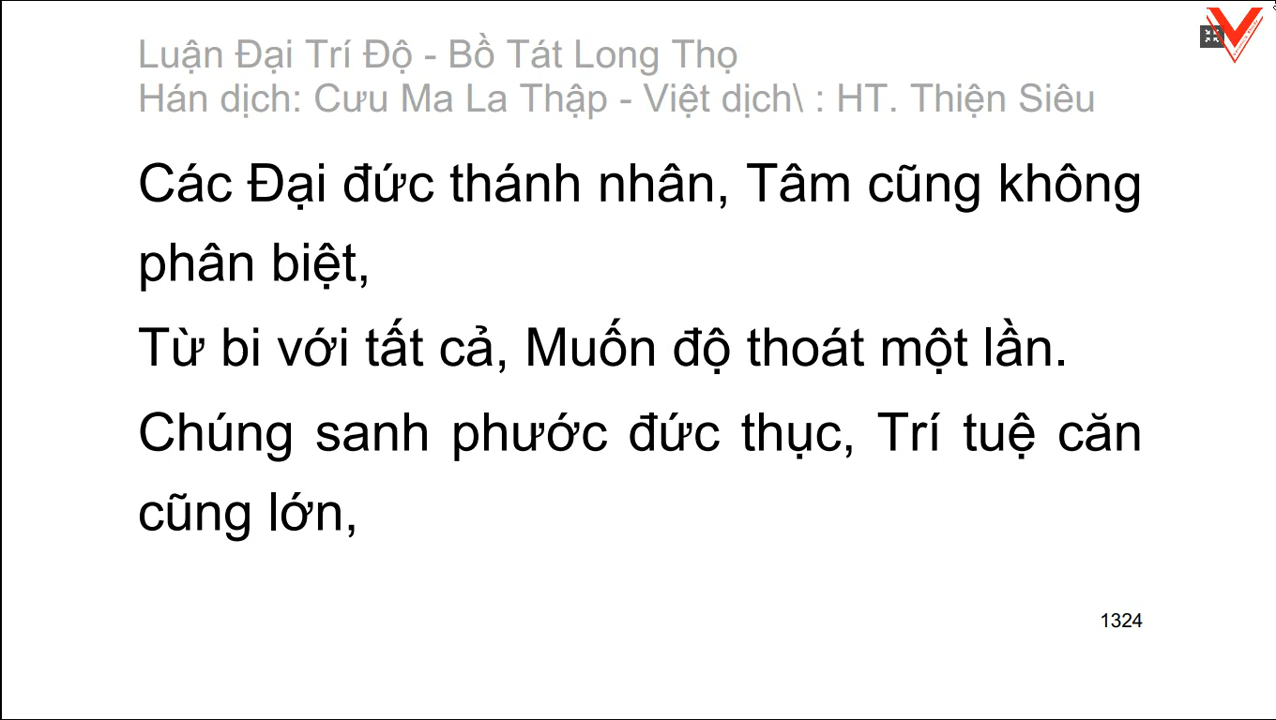 Luận Đại Trí Độ - Bồ Tát Long Thọ
Hán dịch: Cưu Ma La Thập - Việt dịch\ : HT. Thiện Siêu
Các Đại đức thánh nhân, Tâm cũng không
phân biệt,
Từ bi với tất cả, Muốn độ thoát một lần.
Chúng sanh phước đức thục, Trí tuệ căn
cũng lớn,
1324